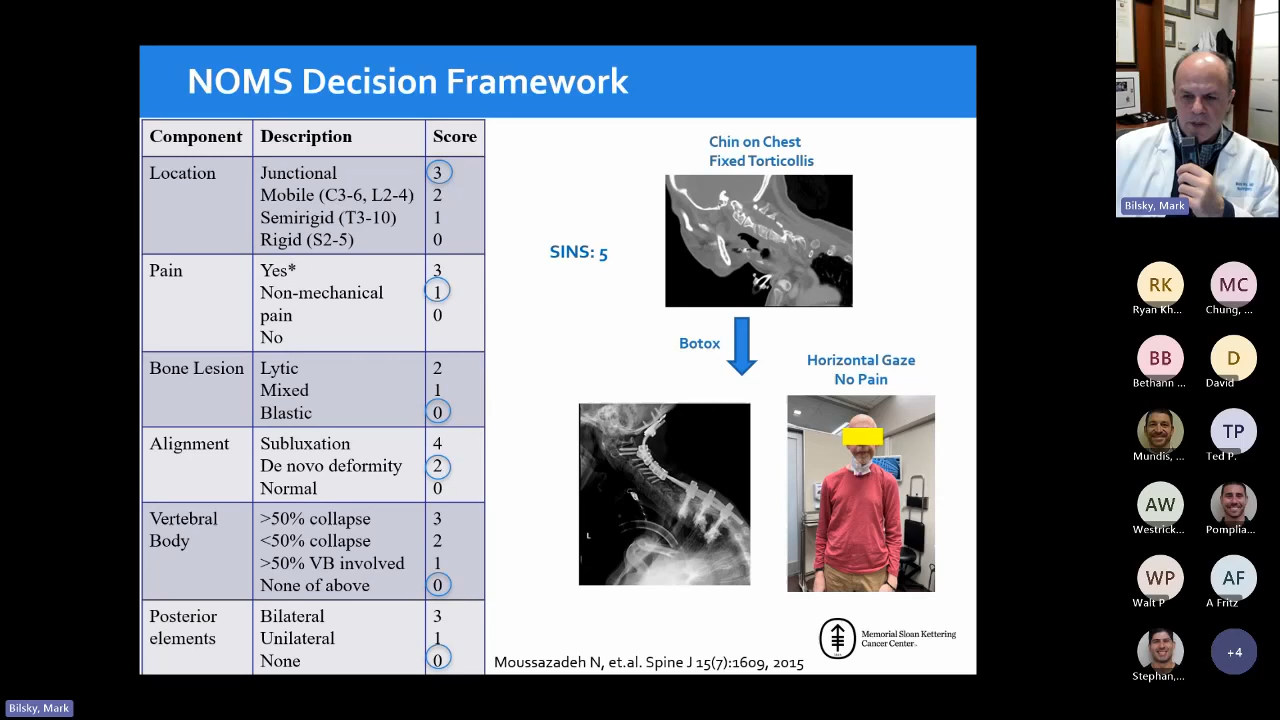 NOMS Decision Framework
Component Description Score
Location Junctional 3
Mobile (C3-6, L2-4) 2
Semirigid (T3-10) 1
Rigid (S2-5) 0
Pain Yes* 3
Non-mechanical 1
pain 0
No
Bone Lesion Lytic 2
Mixed 1
Blastic 0
Alignment Subluxation 4
De novo deformity 2
Normal 0
Vertebral >50% collapse 3
Body <50% collapse 2
>50% VB involved 1
None of above 0
Posterior Bilateral 3
elements Unilateral 1
None 0
Chin on Chest
Fixed Torticollis
SINS: 5
Botox
Horizontal Gaze
No Pain
L
Memorial Sloan Kettering
Cancer Center
Moussazadeh N, et.al. Spine J 15(7):1609, 2015
Bilsky, Mark
RK
Ryan Kh...
MC
Chung, ...
BB
Bethann ...
D
David
Mundis, ...
TP
Ted P.
AW
Westrick...
Pomplia...
WP
Walt P
AF
A Fritz
Stephan,...
+4
Bilsky, Mark